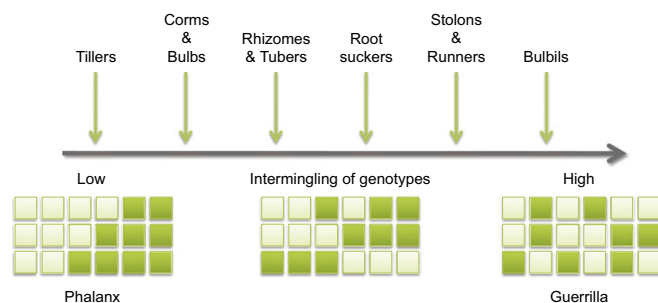 Tillers
Corms
&
Bulbs
Rhizomes
& Tubers
Root
suckers
Stolons
&
Runners
Bulbils
Low
Intermingling of genotypes
High
Phalanx
Guerrilla